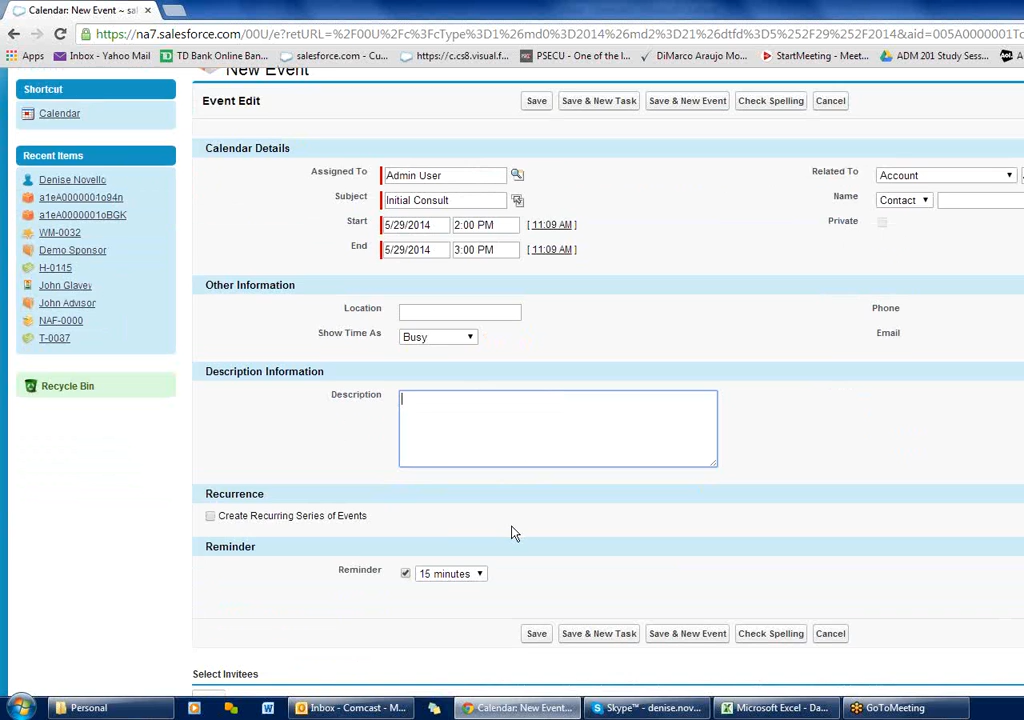 Calendar: New Event ~ sal
https://na7.salesforce.com/00U/e?retURL=%2F00U%2Fc%3FcType%3D1%26md0%3D2014%26md2%3D21%26dtfd%3D5%252F29%252F2014&aid=005A0000001Tc
Apps Inbox - Yahoo Mail TD Bank Online Ban... salesforce.com - Cu... https://c.cs8.visual.f... PSECU - One of the l... DiMarco Araujo Mo... StartMeeting - Meet... ADM 201 Study Sess...
New Event
Shortcut
Calendar
Recent Items
Denise Novello
a1eA0000001o94n
a1eA0000001oBGK
WM-0032
Demo Sponsor
H-0145
John Glavey
John Advisor
NAF-0000
T-0037
Recycle Bin
Event Edit Save Save & New Task Save & New Event Check Spelling Cancel
Calendar Details
Assigned To Admin User Related To Account
Subject Initial Consult Name Contact
Start 5/29/2014 2:00 PM [ 11:09 AM ] Private
End 5/29/2014 3:00 PM [ 11:09 AM ]
Other Information
Location Phone
Show Time As Busy Email
Description Information
Description
Recurrence
Create Recurring Series of Events
Reminder
Reminder 15 minutes
Save Save & New Task Save & New Event Check Spelling Cancel
Select Invitees
Personal Inbox - Comcast - M... Calendar: New Event... Skype™ - denise.nov... Microsoft Excel - Da... GoToMeeting